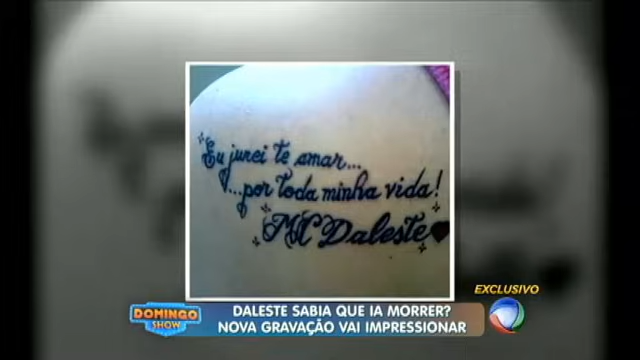 Eu jurei te amar...
...por toda minha vida!
MC Daleste
EXCLUSIVO
DOMINGO
SHOW
DALESTE SABIA QUE IA MORRER?
NOVA GRAVAÇÃO VAI IMPRESSIONAR